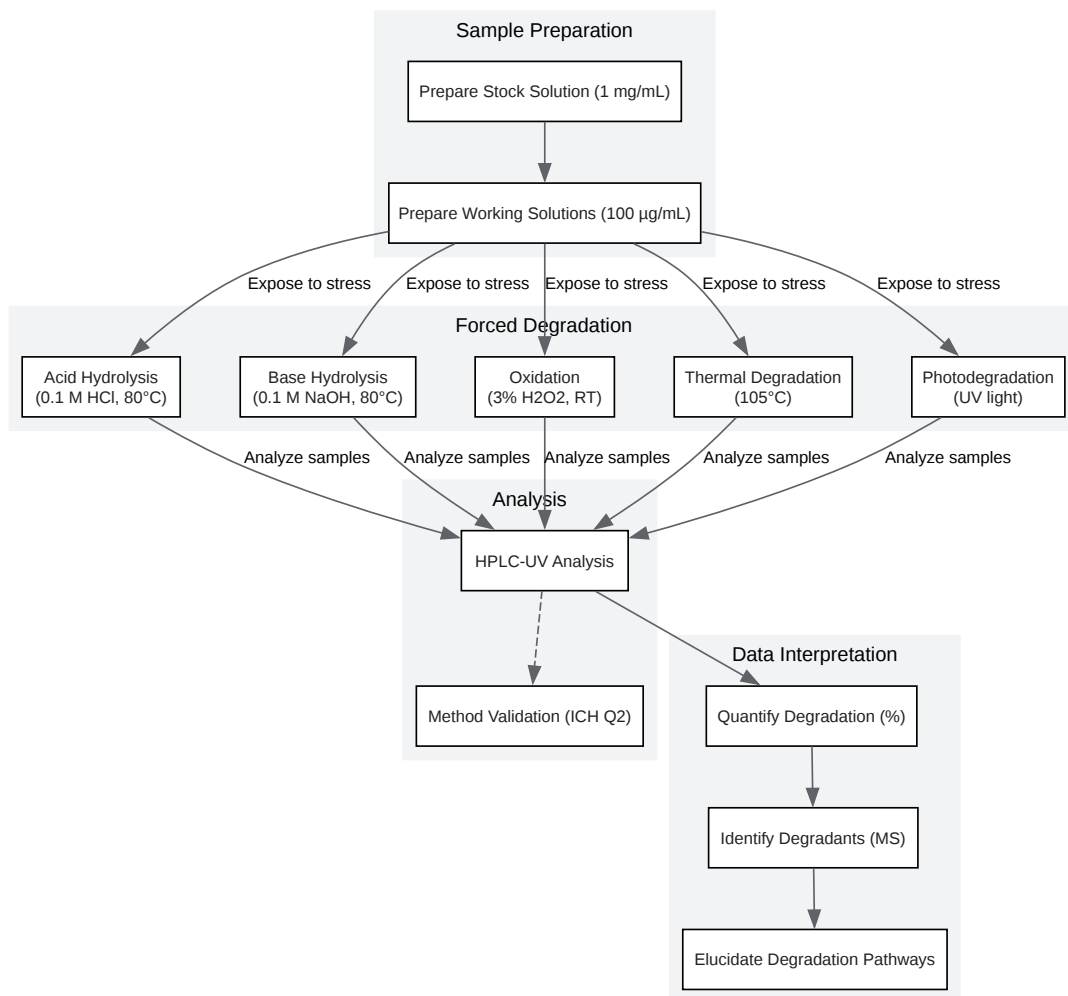 Sample Preparation
Prepare Stock Solution (1 mg/mL)
Prepare Working Solutions (100 µg/mL)
Expose to stress
Expose to stress
Expose to stress
Expose to stress
Expose to stress
Forced Degradation
Acid Hydrolysis
(0.1 M HCl, 80°C)
Base Hydrolysis
(0.1 M NaOH, 80°C)
Oxidation
(3% H2O2, RT)
Thermal Degradation
(105°C)
Photodegradation
(UV light)
Analyze samples
Analyze samples
Analyze samples
Analyze samples
Analyze samples
Analysis
HPLC-UV Analysis
Method Validation (ICH Q2)
Data Interpretation
Quantify Degradation (%)
Identify Degradants (MS)
Elucidate Degradation Pathways